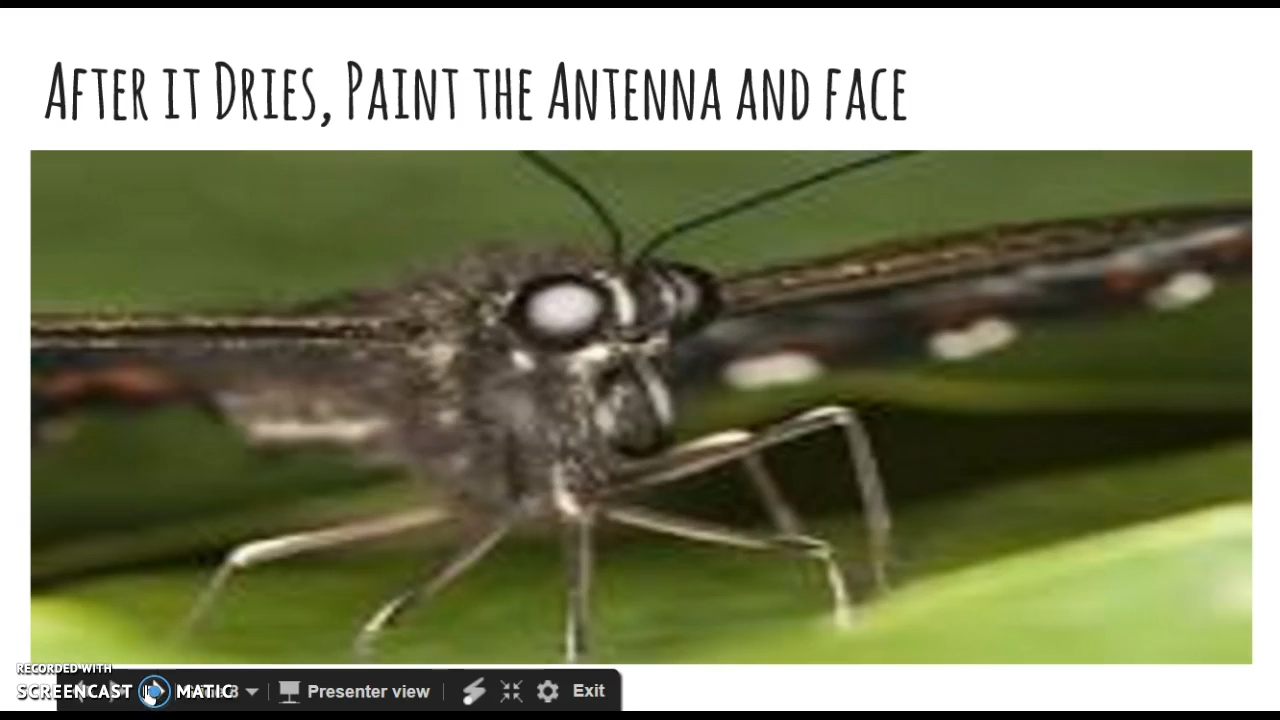 After it Dries, Paint the Antenna and face
RECORDED WITH
SCREENCAST MATIC
Presenter view
Exit